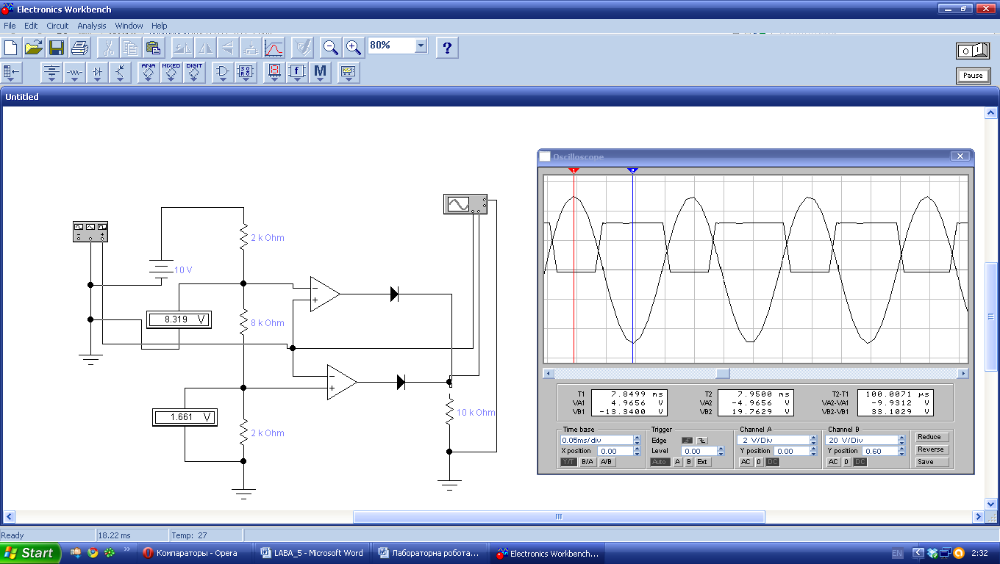 Electronics Workbench
File Edit Circuit Analysis Window Help
80%
?
ANA MIXED DIGIT
f
M
Pause
Untitled
Oscilloscope
1
2
2 k Ohm
10 V
8.319 V
8 k Ohm
1.661 V
10 k Ohm
2 k Ohm
T1 7.8499 ms T2 7.9500 ms T2-T1 100.0071 µs
VA1 4.9656 V VA2 -4.9656 V VA2-VA1 -9.9312 V
VB1 -13.3400 V VB2 19.7629 V VB2-VB1 33.1029 V
Time base Trigger Channel A Channel B
0.05ms/div Edge 2 V/Div 20 V/Div Reduce
X position 0.00 Level 0.00 Y position 0.00 Y position 0.60 Reverse
Y/T B/A A/B Auto A B Ext AC 0 DC AC 0 DC Save
Ready 18.22 ms Temp: 27
Start Компараторы - Opera LABA_5 - Microsoft Word Лабораторна робота... Electronics Workbench... EN 2:32